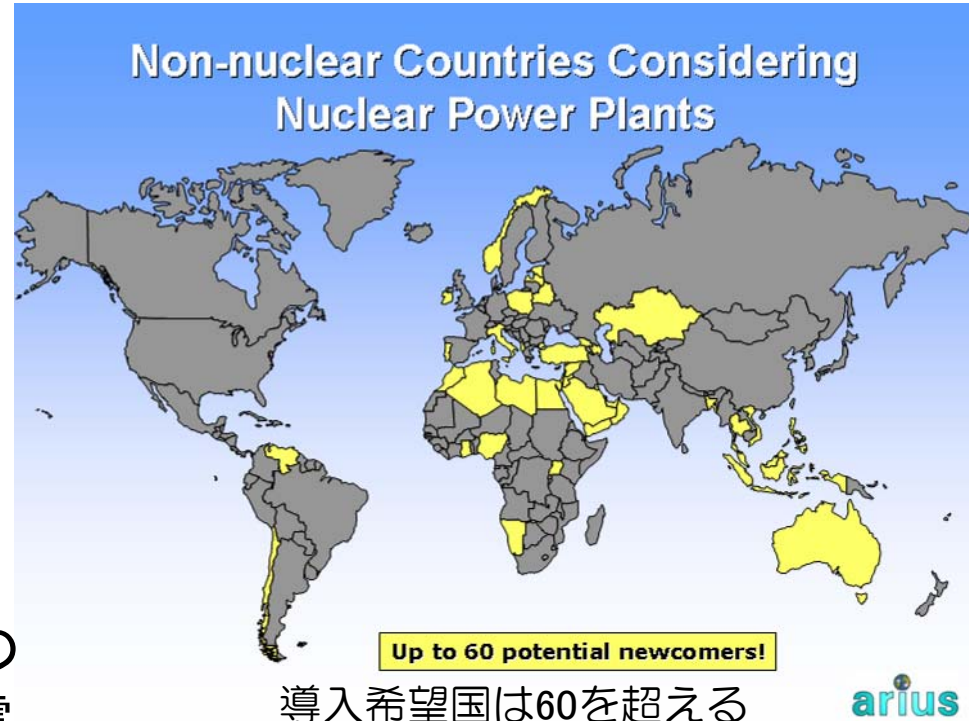 Non-nuclear Countries Considering
Nuclear Power Plants
Up to 60 potential newcomers!
の
導入希望国は60を超える
arius